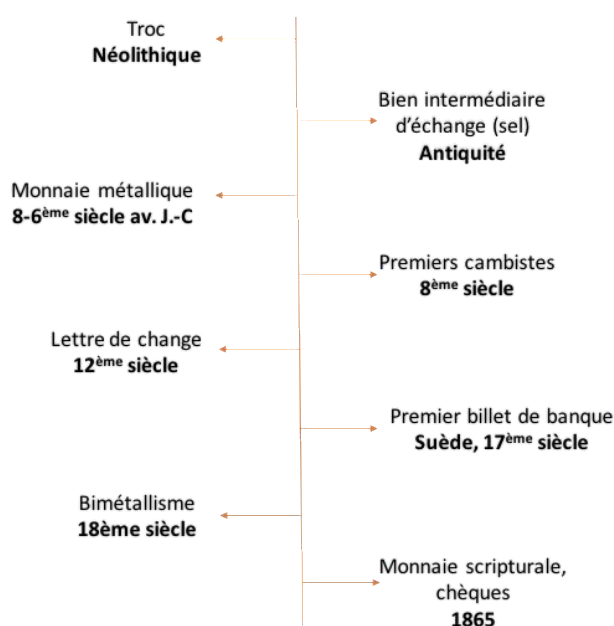 Troc
Néolithique
Bien intermédiaire
d'échange (sel)
Antiquité
Monnaie métallique
8-6ème siècle av. J.-C
Premiers cambistes
8ème siècle
Lettre de change
12ème siècle
Premier billet de banque
Suède, 17ème siècle
Bimétallisme
18ème siècle
Monnaie scripturale,
chèques
1865